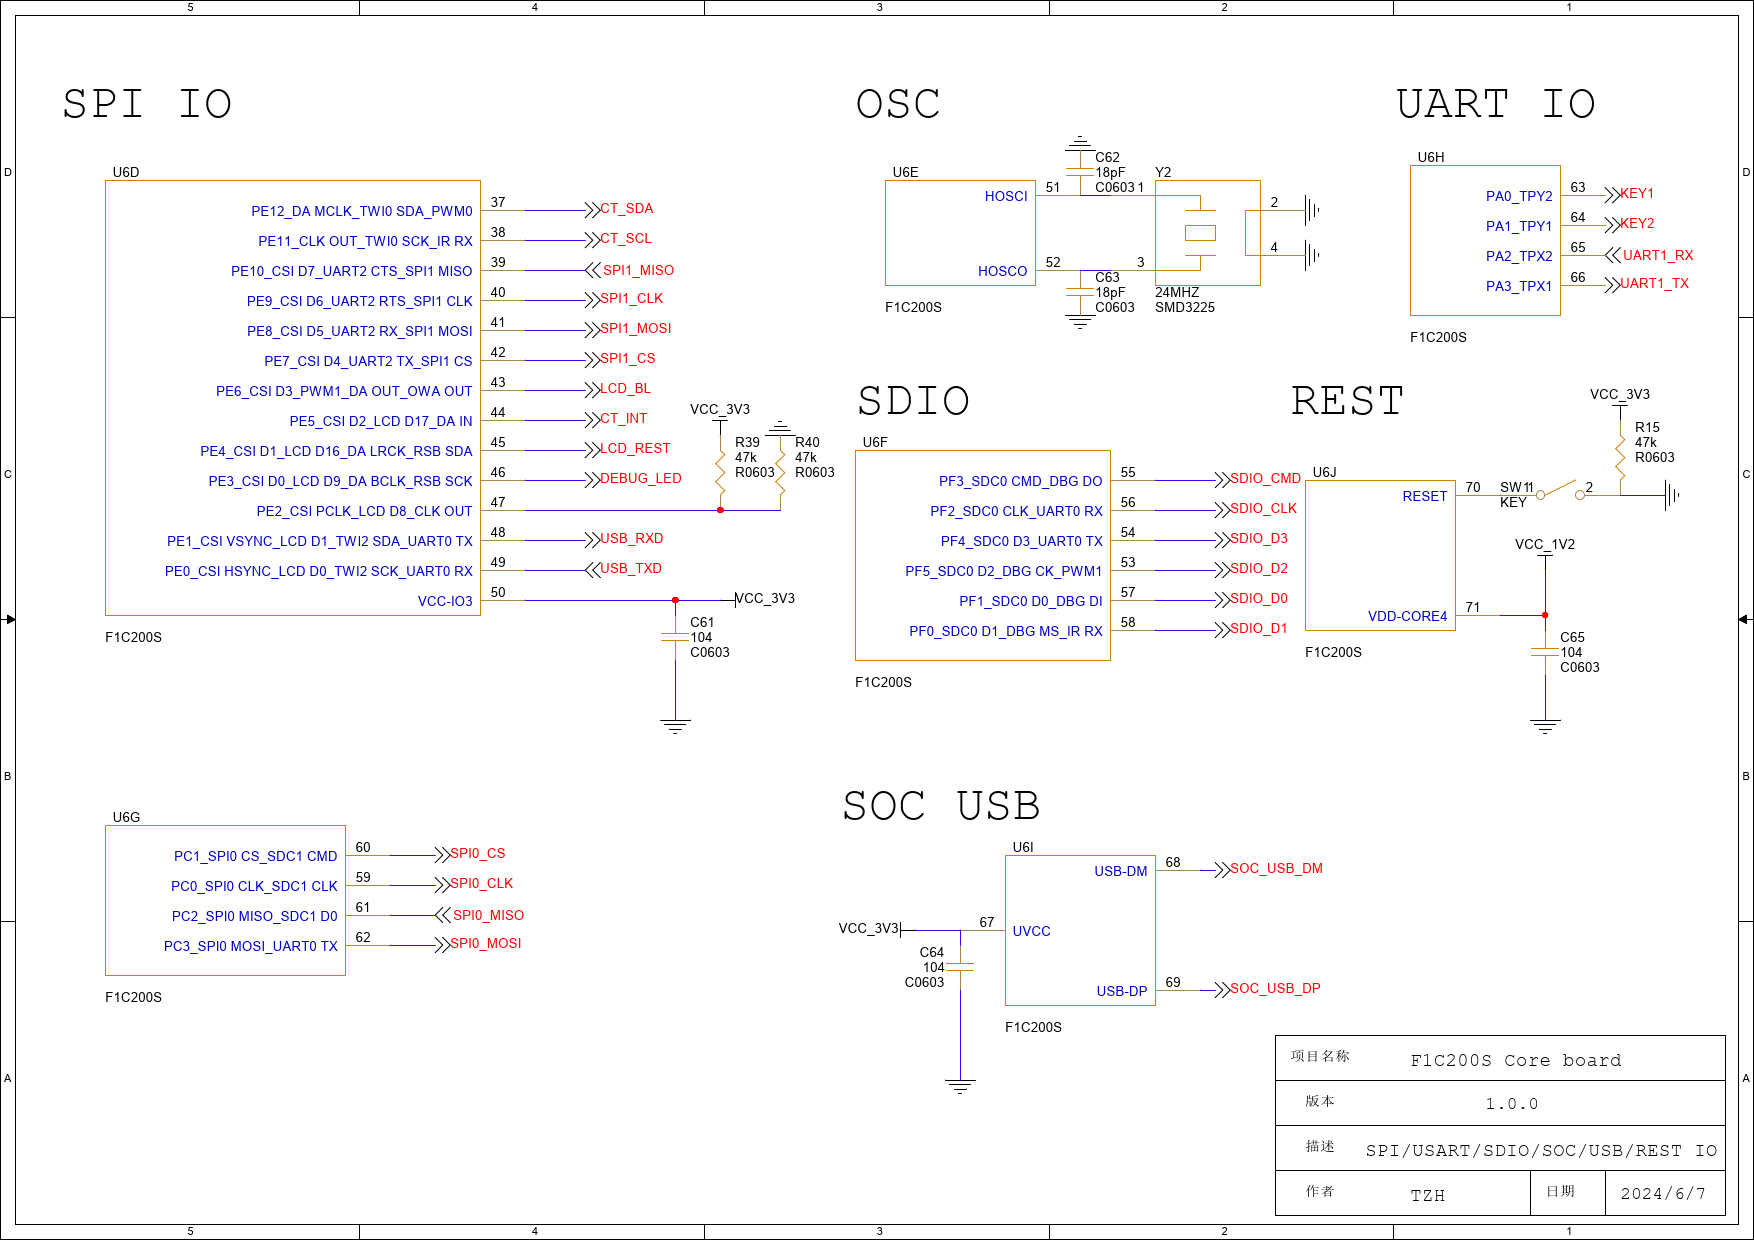 5 4 3 2 1
SPI IO
OSC
UART IO
D
D
U6D
PE12_DA MCLK_TWI0 SDA_PWM0 37 CT_SDA
PE11_CLK OUT_TWI0 SCK_IR RX 38 CT_SCL
PE10_CSI D7_UART2 CTS_SPI1 MISO 39 SPI1_MISO
PE9_CSI D6_UART2 RTS_SPI1 CLK 40 SPI1_CLK
PE8_CSI D5_UART2 RX_SPI1 MOSI 41 SPI1_MOSI
PE7_CSI D4_UART2 TX_SPI1 CS 42 SPI1_CS
PE6_CSI D3_PWM1_DA OUT_OWA OUT 43 LCD_BL
PE5_CSI D2_LCD D17_DA IN 44 CT_INT
PE4_CSI D1_LCD D16_DA LRCK_RSB SDA 45 LCD_REST
PE3_CSI D0_LCD D9_DA BCLK_RSB SCK 46 DEBUG_LED
PE2_CSI PCLK_LCD D8_CLK OUT 47
PE1_CSI VSYNC_LCD D1_TWI2 SDA_UART0 TX 48 USB_RXD
PE0_CSI HSYNC_LCD D0_TWI2 SCK_UART0 RX 49 USB_TXD
VCC-IO3 50 VCC_3V3
F1C200S
VCC_3V3
R39
47k
R0603
R40
47k
R0603
C61
104
C0603
U6E
HOSCI 51
HOSCO 52
F1C200S
C62
18pF
C0603
C63
18pF
C0603
Y2
1
3
2
4
24MHZ
SMD3225
U6H
PA0_TPY2 63 KEY1
PA1_TPY1 64 KEY2
PA2_TPX2 65 UART1_RX
PA3_TPX1 66 UART1_TX
F1C200S
SDIO
U6F
PF3_SDC0 CMD_DBG DO 55 SDIO_CMD
PF2_SDC0 CLK_UART0 RX 56 SDIO_CLK
PF4_SDC0 D3_UART0 TX 54 SDIO_D3
PF5_SDC0 D2_DBG CK_PWM1 53 SDIO_D2
PF1_SDC0 D0_DBG DI 57 SDIO_D0
PF0_SDC0 D1_DBG MS_IR RX 58 SDIO_D1
F1C200S
REST
U6J
RESET 70
VDD-CORE4 71
F1C200S
SW1 1 2
KEY
VCC_3V3
R15
47k
R0603
VCC_1V2
C65
104
C0603
C
C
B
B
U6G
PC1_SPI0 CS_SDC1 CMD 60 SPI0_CS
PC0_SPI0 CLK_SDC1 CLK 59 SPI0_CLK
PC2_SPI0 MISO_SDC1 D0 61 SPI0_MISO
PC3_SPI0 MOSI_UART0 TX 62 SPI0_MOSI
F1C200S
SOC USB
U6I
USB-DM 68 SOC_USB_DM
VCC_3V3 67 UVCC
USB-DP 69 SOC_USB_DP
C64
104
C0603
F1C200S
A
A
项目名称 F1C200S Core board
版本 1.0.0
描述 SPI/USART/SDIO/SOC/USB/REST IO
作者 TZH 日期 2024/6/7
5 4 3 2 1